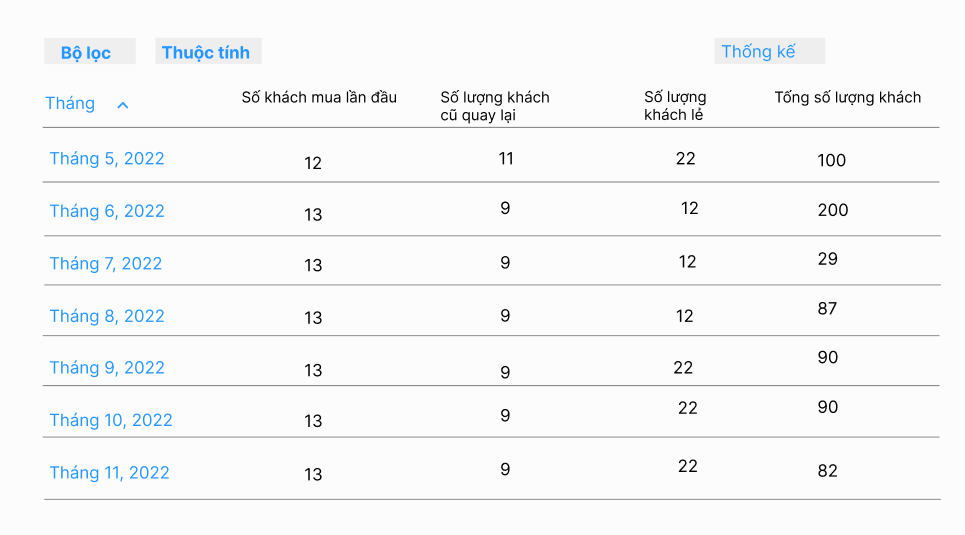 Bộ lọc Thuộc tính Thống kế
Tháng Số khách mua lần đầu Số lượng khách cũ quay lại Số lượng khách lẻ Tổng số lượng khách
Tháng 5, 2022 12 11 22 100
Tháng 6, 2022 13 9 12 200
Tháng 7, 2022 13 9 12 29
Tháng 8, 2022 13 9 12 87
Tháng 9, 2022 13 9 22 90
Tháng 10, 2022 13 9 22 90
Tháng 11, 2022 13 9 22 82